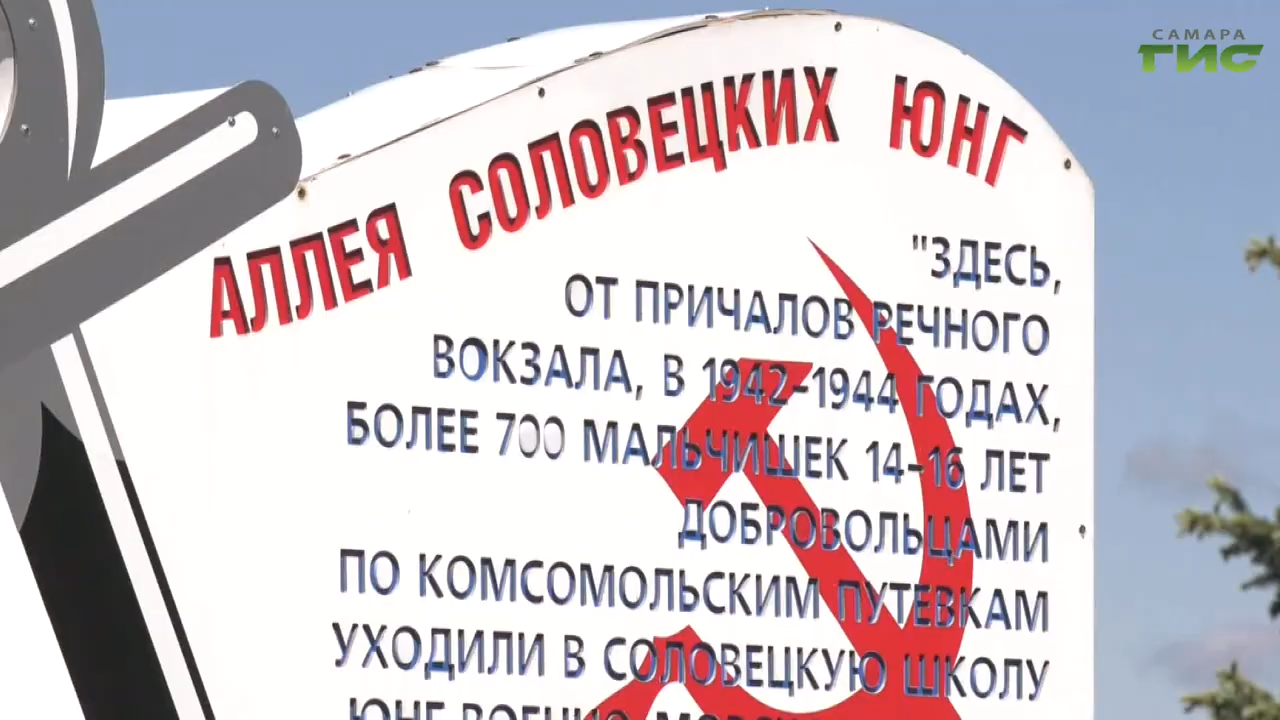 САМАРА
ГИС
АЛЛЕЯ СОЛОВЕЦКИХ ЮНГ
"ЗДЕСЬ,
ОТ ПРИЧАЛОВ РЕЧНОГО
ВОКЗАЛА, В 1942-1944 ГОДАХ,
БОЛЕЕ 700 МАЛЬЧИШЕК 14-16 ЛЕТ
ДОБРОВОЛЬЦАМИ
ПО КОМСОМОЛЬСКИМ ПУТЕВКАМ
УХОДИЛИ В СОЛОВЕЦКУЮ ШКОЛУ
ЮНГ